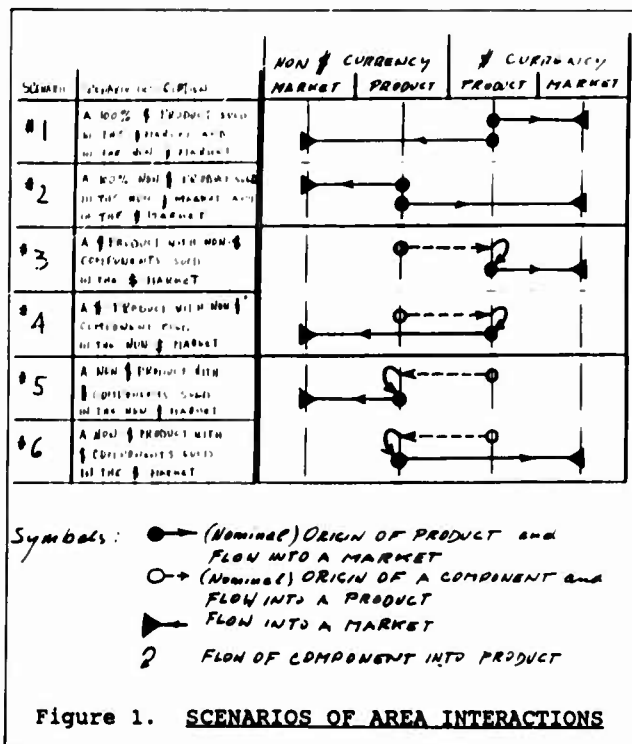 NON $ CURRENCY $ CURRENCY
MARKET PRODUCT PRODUCT MARKET
SCENARIO
#1 A 100% $ PRODUCT SOLD
IN THE $ MARKET AND
IN THE NON $ MARKET
#2 A 100% NON $ PRODUCT SOLD
IN THE NON $ MARKET AND
IN THE $ MARKET
#3 A $ PRODUCT WITH NON-$
COMPONENTS SOLD
IN THE $ MARKET
#4 A $ PRODUCT WITH NON $
COMPONENT SOLD
IN THE NON $ MARKET
#5 A NON $ PRODUCT WITH
$ COMPONENTS SOLD
IN THE NON $ MARKET
#6 A NON $ PRODUCT WITH
$ COMPONENTS SOLD
IN THE $ MARKET
Symbols: (Nominal) ORIGIN OF PRODUCT and
FLOW INTO A MARKET
(Nominal) ORIGIN OF A COMPONENT and
FLOW INTO A PRODUCT
FLOW INTO A MARKET
FLOW OF COMPONENT INTO PRODUCT
Figure 1. SCENARIOS OF AREA INTERACTIONS